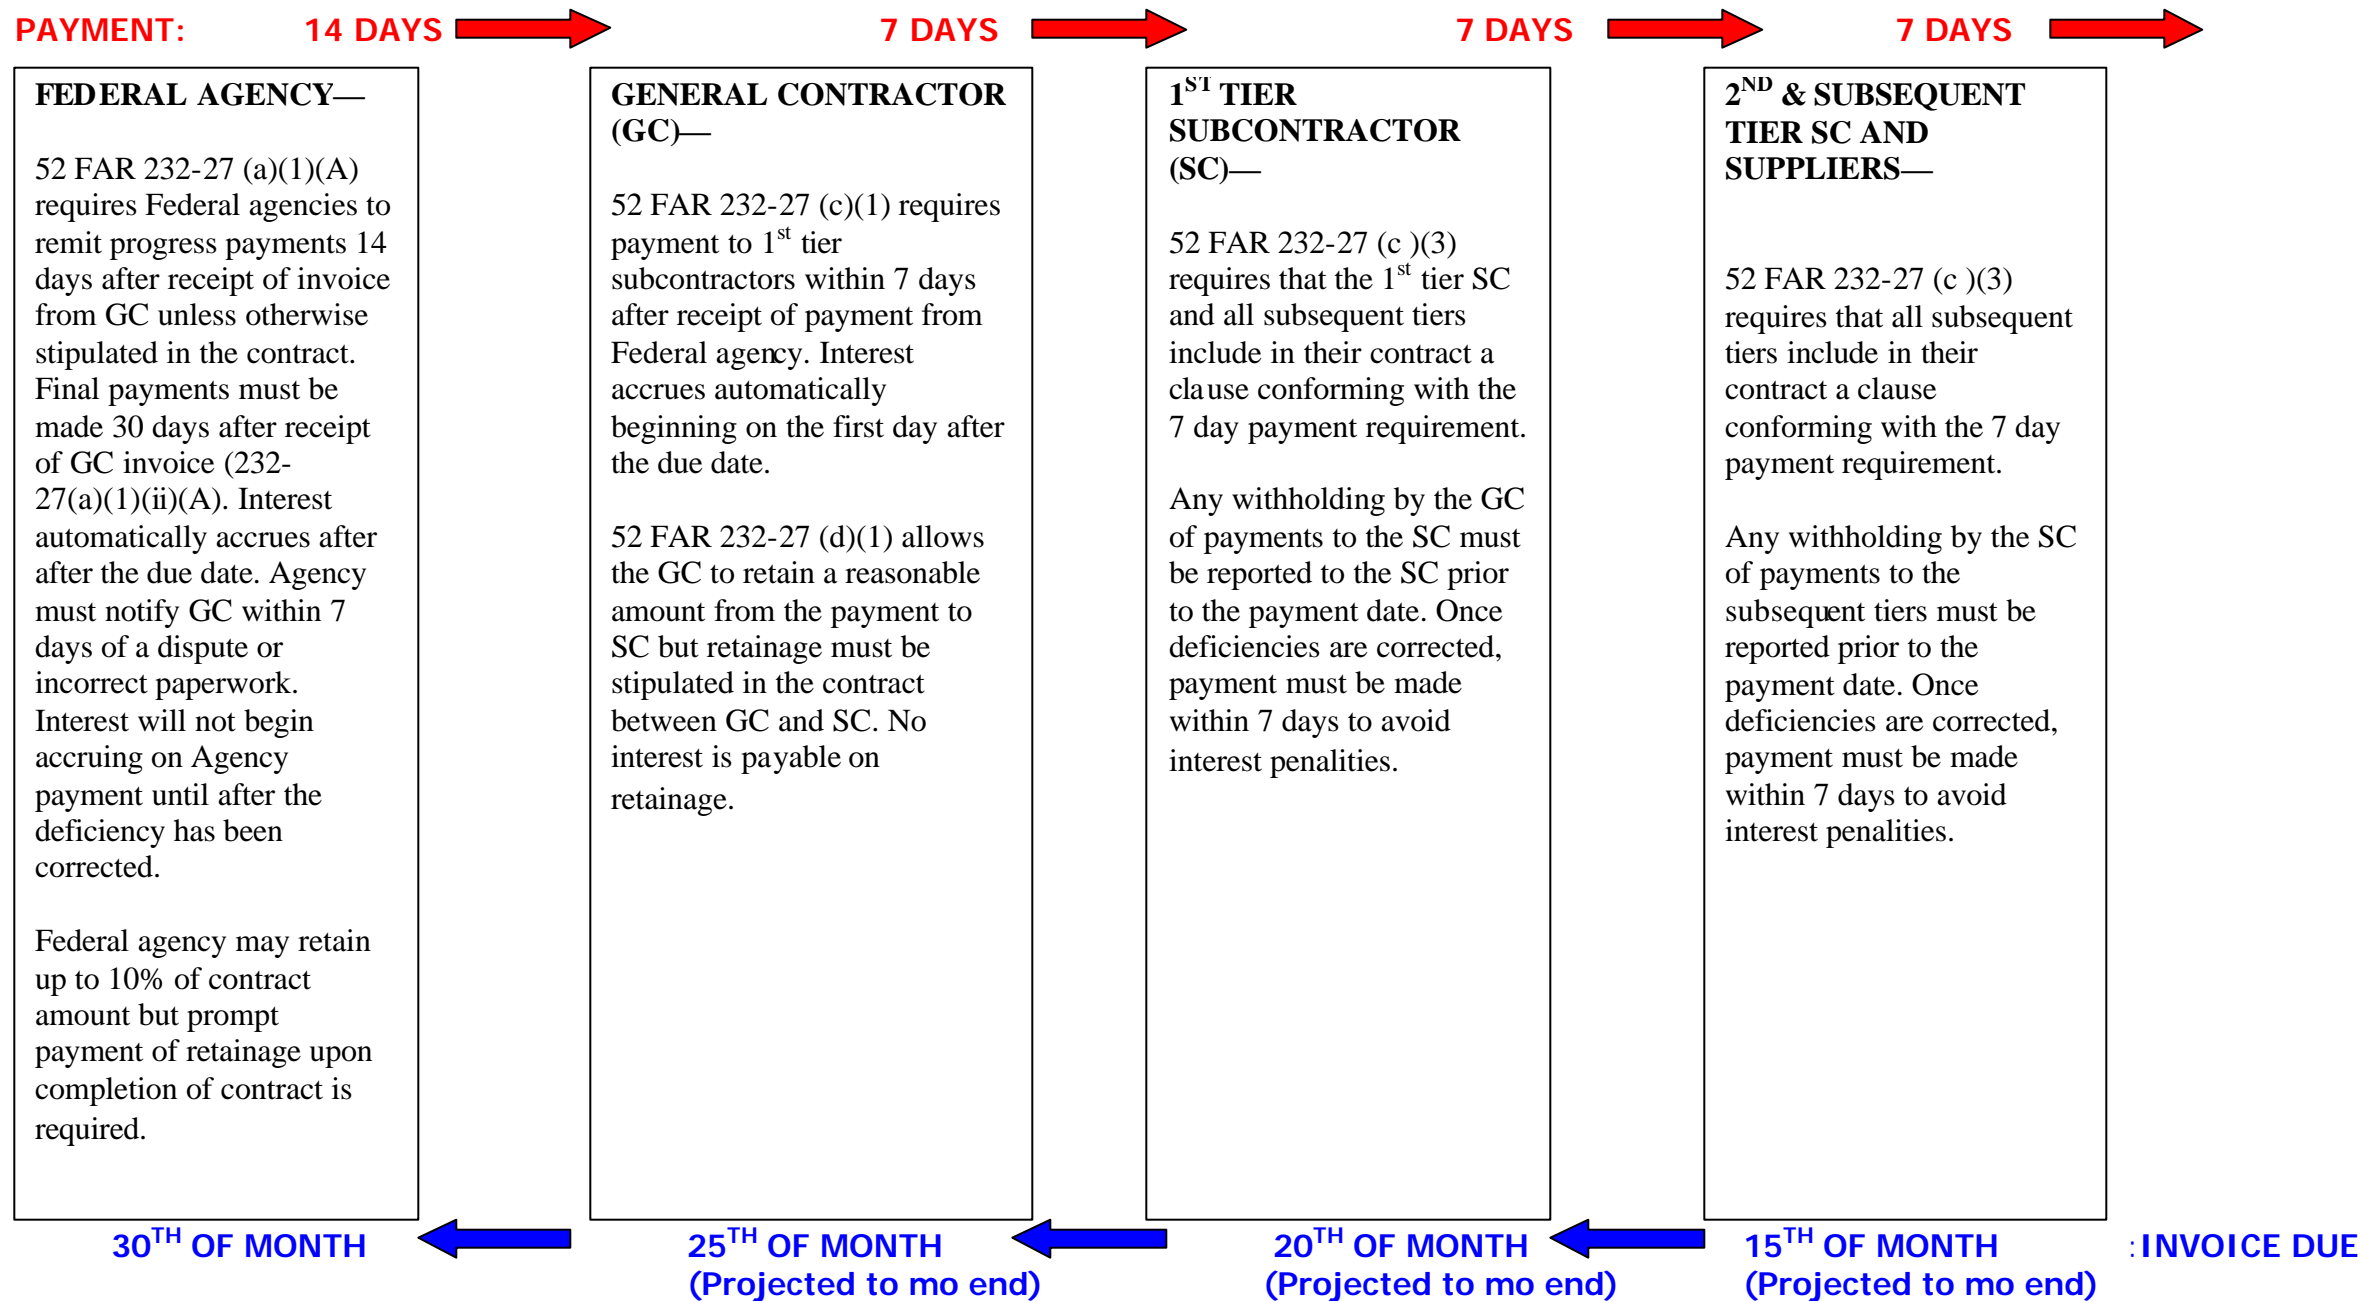 PAYMENT: 14 DAYS 7 DAYS 7 DAYS 7 DAYS
FEDERAL AGENCY—
52 FAR 232-27 (a)(1)(A)
requires Federal agencies to
remit progress payments 14
days after receipt of invoice
from GC unless otherwise
stipulated in the contract.
Final payments must be
made 30 days after receipt
of GC invoice (232-
27(a)(1)(ii)(A). Interest
automatically accrues after
after the due date. Agency
must notify GC within 7
days of a dispute or
incorrect paperwork.
Interest will not begin
accruing on Agency
payment until after the
deficiency has been
corrected.
Federal agency may retain
up to 10% of contract
amount but prompt
payment of retainage upon
completion of contract is
required.
GENERAL CONTRACTOR
(GC)—
52 FAR 232-27 (c)(1) requires
payment to 1st tier
subcontractors within 7 days
after receipt of payment from
Federal agency. Interest
accrues automatically
beginning on the first day after
the due date.
52 FAR 232-27 (d)(1) allows
the GC to retain a reasonable
amount from the payment to
SC but retainage must be
stipulated in the contract
between GC and SC. No
interest is payable on
retainage.
1ST TIER
SUBCONTRACTOR
(SC)—
52 FAR 232-27 (c )(3)
requires that the 1st tier SC
and all subsequent tiers
include in their contract a
clause conforming with the
7 day payment requirement.
Any withholding by the GC
of payments to the SC must
be reported to the SC prior
to the payment date. Once
deficiencies are corrected,
payment must be made
within 7 days to avoid
interest penalities.
2ND & SUBSEQUENT
TIER SC AND
SUPPLIERS—
52 FAR 232-27 (c )(3)
requires that all subsequent
tiers include in their
contract a clause
conforming with the 7 day
payment requirement.
Any withholding by the SC
of payments to the
subsequent tiers must be
reported prior to the
payment date. Once
deficiencies are corrected,
payment must be made
within 7 days to avoid
interest penalities.
30TH OF MONTH 25TH OF MONTH 20TH OF MONTH 15TH OF MONTH :INVOICE DUE
(Projected to mo end) (Projected to mo end) (Projected to mo end)